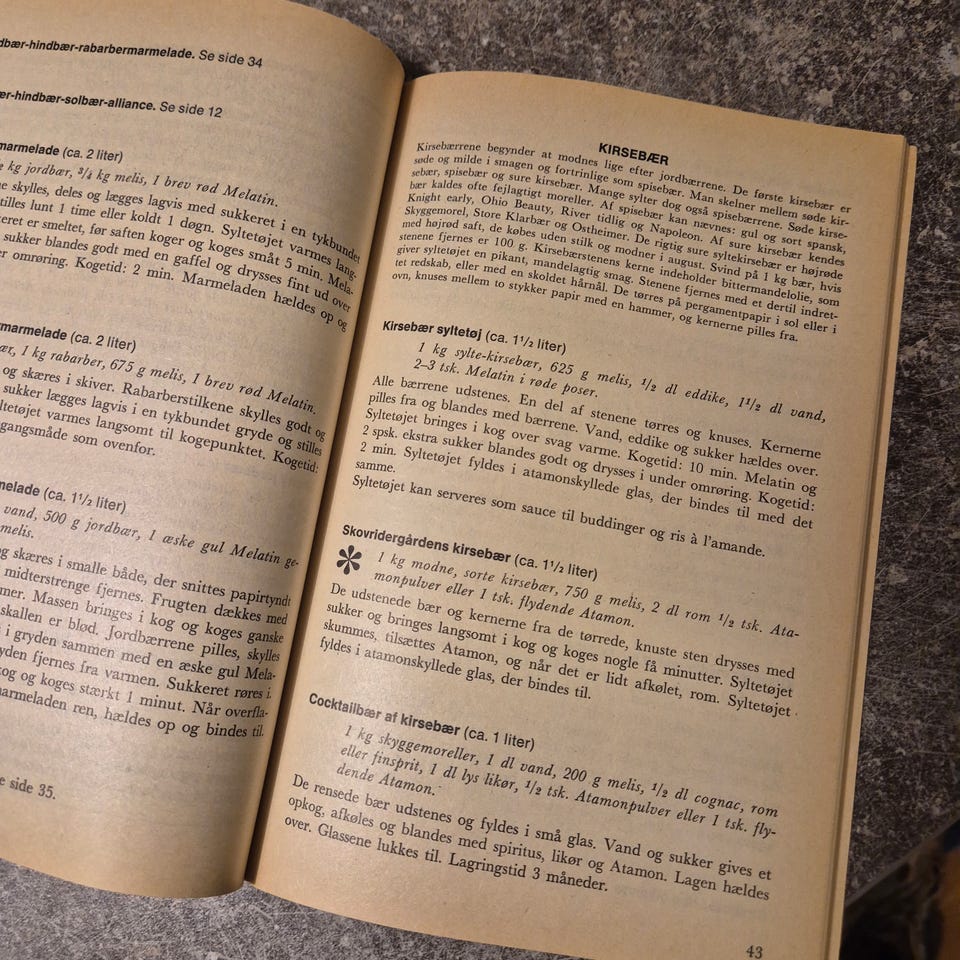 -hindbær-rabarbermarmelade. Se side 34
-hindbær-solbær-alliance. Se side 12
(ca. 2 liter)
kg jordbær, ¾ kg melis, 1 brev rød Melatin.
skylles, deles og lægges lagvis med sukkeret i en tykbundet
stilles lunt 1 time eller koldt 1 døgn. Syltetøjet varmes lang-
er smeltet, før saften koger og koges småt 5 min. Mela-
sukker blandes godt med en gaffel og drysses fint ud over
omrøring. Kogetid: 2 min. Marmeladen hældes op og
(ca. 2 liter)
1 kg rabarber, 675 g melis, 1 brev rød Melatin.
og skæres i skiver. Rabarberstilkene skylles godt og
sukker lægges lagvis i en tykbundet gryde og stilles
varmes langsomt til kogepunktet. Kogetid:
gangsmåde som ovenfor.
(ca. 1½ liter)
vand, 500 g jordbær, 1 æske gul Melatin ge-
melis.
skæres i smalle både, der snittes papirtyndt
midterstrenge fjernes. Frugten dækkes med
Massen bringes i kog og koges ganske
skallen er blød. Jordbærrene pilles, skylles
i gryden sammen med en æske gul Mela-
fjernes fra varmen. Sukkeret røres i.
og koges stærkt 1 minut. Når overfla-
marmeladen ren, hældes op og bindes til.
side 35.
KIRSEBÆR
Kirsebærrene begynder at modnes lige efter jordbærrene. De første kirsebær er
søde og milde i smagen og fortrinlige som spisebær. Man skelner mellem søde kir-
sebær, spisebær og sure kirsebær. Mange sylter dog også spisebærrene. Søde kirse-
bær kaldes ofte fejlagtigt moreller. Af spisebær kan nævnes: gul og sort spansk,
Knight early, Ohio Beauty, River tidlig og Napoleon. Af sure kirsebær kendes
Skyggemorel, Store Klarbær og Ostheimer. De rigtig sure syltekirsebær er højrøde
med højrød saft, de købes uden stilk og modner i august. Svind på 1 kg bær, hvis
stenene fjernes er 100 g. Kirsebærstenens kerne indeholder bittermandelolie, som
giver syltetøjet en pikant, mandelagtig smag. Stenene fjernes med et dertil indret-
tet redskab, eller med en skoldet hårnål. De tørres på pergamentpapir i sol eller i
ovn, knuses mellem to stykker papir med en hammer, og kernerne pilles fra.
Kirsebær syltetøj (ca. 1½ liter)
1 kg sylte-kirsebær, 625 g melis, ½ dl eddike, 1½ dl vand,
2–3 tsk. Melatin i røde poser.
Alle bærrene udstenes. En del af stenene tørres og knuses. Kernerne
pilles fra og blandes med bærrene. Vand, eddike og sukker hældes over.
Syltetøjet bringes i kog over svag varme. Kogetid: 10 min. Melatin og
2 spsk. ekstra sukker blandes godt og drysses i under omrøring. Kogetid:
2 min. Syltetøjet fyldes i atamonskyllede glas, der bindes til med det
samme.
Syltetøjet kan serveres som sauce til buddinger og ris à l'amande.
Skovridergårdens kirsebær (ca. 1½ liter)
1 kg modne, sorte kirsebær, 750 g melis, 2 dl rom ½ tsk. Ata-
monpulver eller 1 tsk. flydende Atamon.
De udstenede bær og kernerne fra de tørrede, knuste sten drysses med
sukker og bringes langsomt i kog og koges nogle få minutter. Syltetøjet
skummes, tilsættes Atamon, og når det er lidt afkølet, rom. Syltetøjet
fyldes i atamonskyllede glas, der bindes til.
Cocktailbær af kirsebær (ca. 1 liter)
1 kg skyggemoreller, 1 dl vand, 200 g melis, ½ dl cognac, rom
eller finsprit, 1 dl lys likør, ½ tsk. Atamonpulver eller 1 tsk. fly-
dende Atamon.
De rensede bær udstenes og fyldes i små glas. Vand og sukker gives et
opkog, afkøles og blandes med spiritus, likør og Atamon. Lagen hældes
over. Glassene lukkes til. Lagringstid 3 måneder.
43